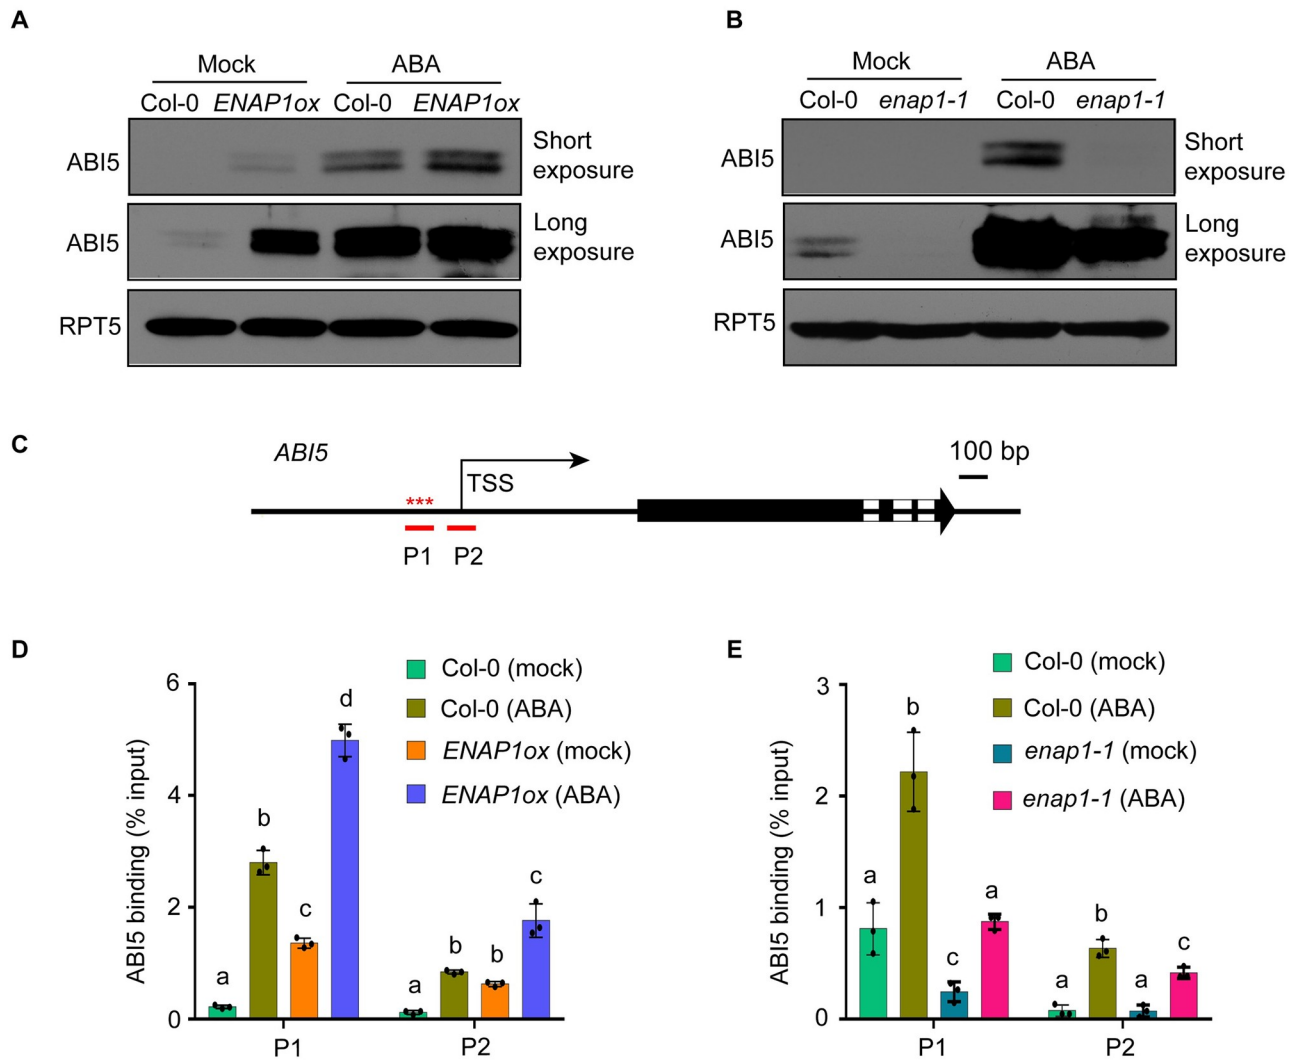 A
Mock ABA
Col-0 ENAP1ox Col-0 ENAP1ox
ABI5
Short
exposure
ABI5
Long
exposure
RPT5
B
Mock ABA
Col-0 enap1-1 Col-0 enap1-1
ABI5
Short
exposure
ABI5
Long
exposure
RPT5
C
ABI5
100 bp
TSS
***
P1 P2
D
Col-0 (mock)
Col-0 (ABA)
ENAP1ox (mock)
ENAP1ox (ABA)
ABI5 binding (% input)
6
4
2
0
a b c d
a b b c
P1 P2
E
Col-0 (mock)
Col-0 (ABA)
enap1-1 (mock)
enap1-1 (ABA)
ABI5 binding (% input)
3
2
1
0
a b c a
a b a c
P1 P2